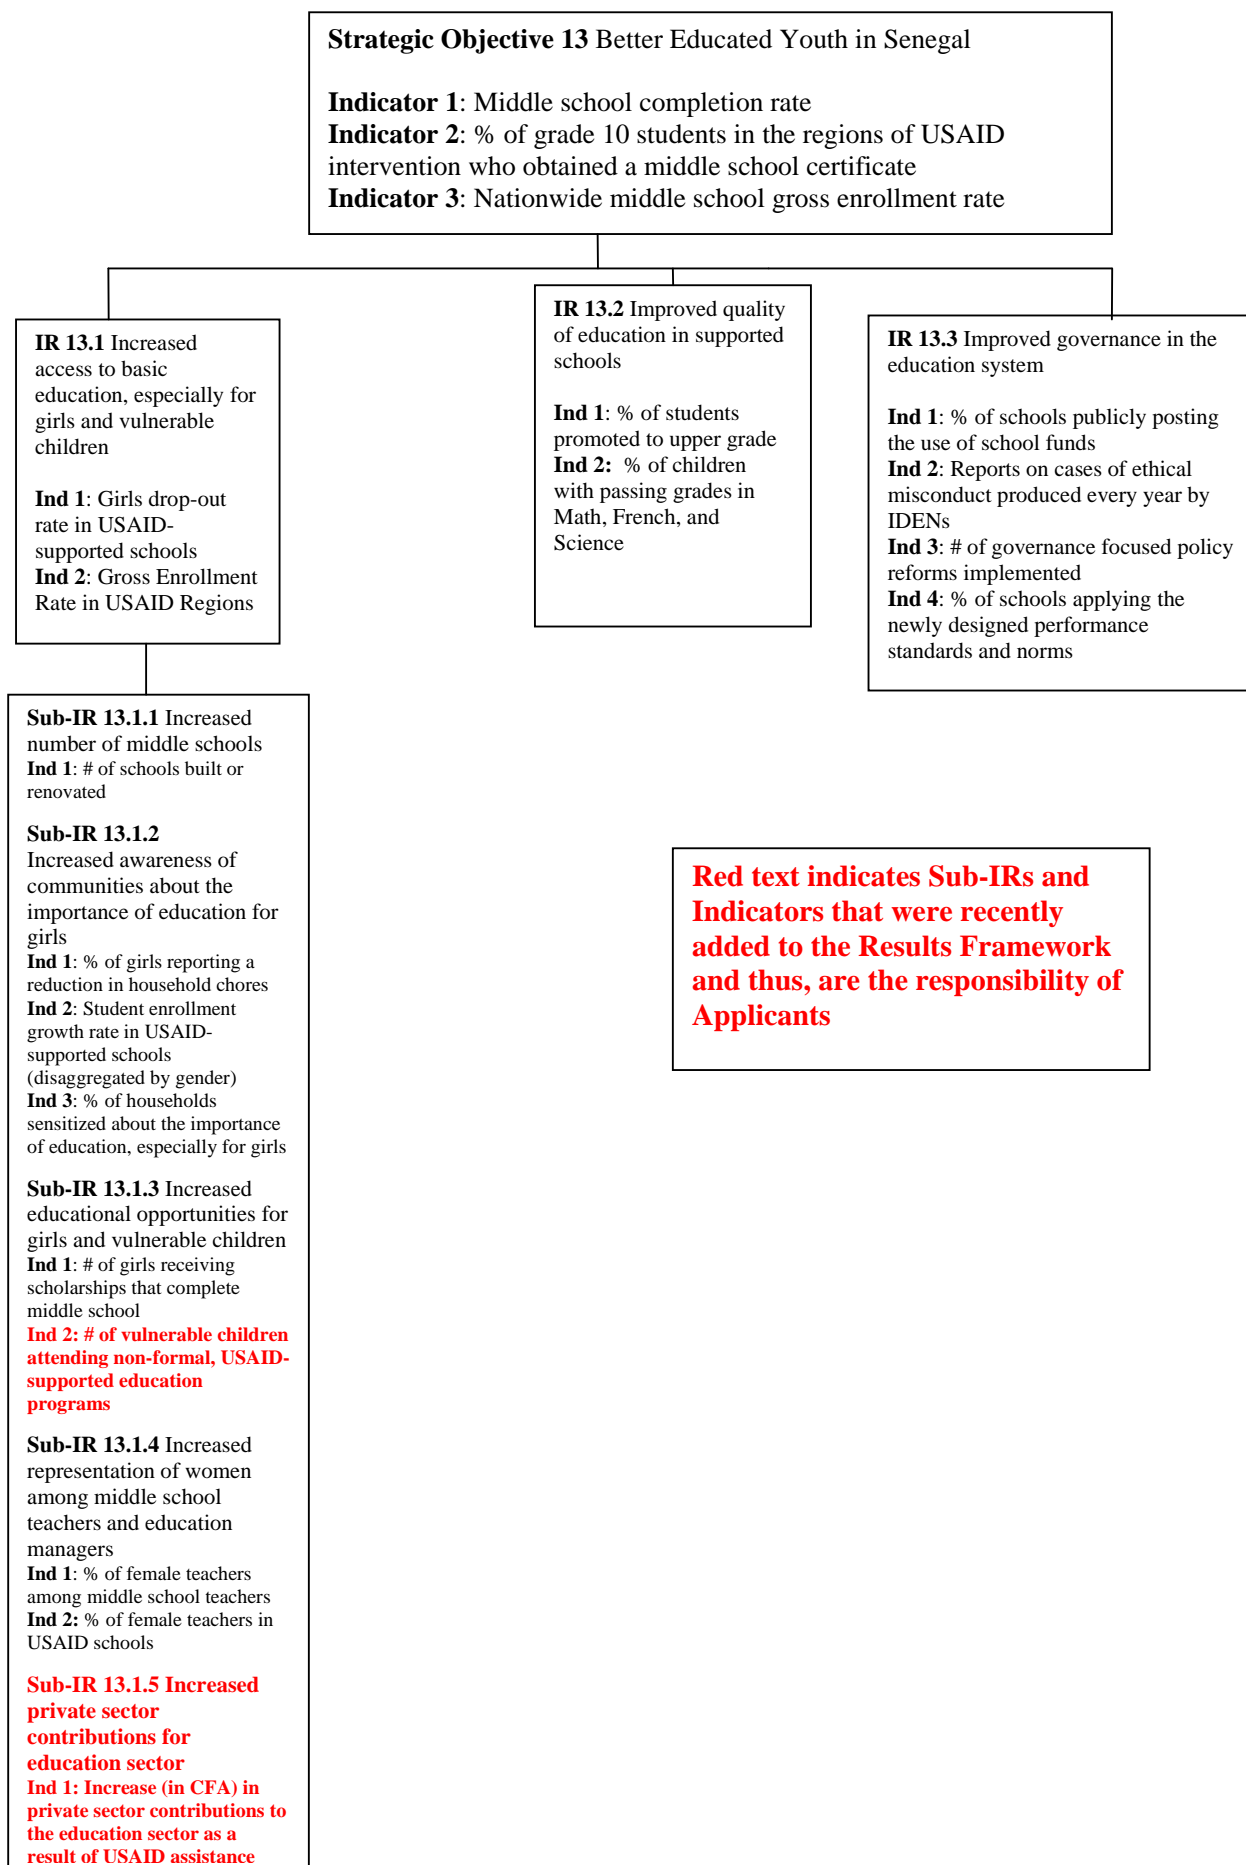 Strategic Objective 13 Better Educated Youth in Senegal
Indicator 1: Middle school completion rate
Indicator 2: % of grade 10 students in the regions of USAID
intervention who obtained a middle school certificate
Indicator 3: Nationwide middle school gross enrollment rate
IR 13.1 Increased
access to basic
education, especially for
girls and vulnerable
children
Ind 1: Girls drop-out
rate in USAID-
supported schools
Ind 2: Gross Enrollment
Rate in USAID Regions
IR 13.2 Improved quality
of education in supported
schools
Ind 1: % of students
promoted to upper grade
Ind 2: % of children
with passing grades in
Math, French, and
Science
IR 13.3 Improved governance in the
education system
Ind 1: % of schools publicly posting
the use of school funds
Ind 2: Reports on cases of ethical
misconduct produced every year by
IDENs
Ind 3: # of governance focused policy
reforms implemented
Ind 4: % of schools applying the
newly designed performance
standards and norms
Sub-IR 13.1.1 Increased
number of middle schools
Ind 1: # of schools built or
renovated
Sub-IR 13.1.2
Increased awareness of
communities about the
importance of education for
girls
Ind 1: % of girls reporting a
reduction in household chores
Ind 2: Student enrollment
growth rate in USAID-
supported schools
(disaggregated by gender)
Ind 3: % of households
sensitized about the importance
of education, especially for girls
Sub-IR 13.1.3 Increased
educational opportunities for
girls and vulnerable children
Ind 1: # of girls receiving
scholarships that complete
middle school
Ind 2: # of vulnerable children
attending non-formal, USAID-
supported education
programs
Sub-IR 13.1.4 Increased
representation of women
among middle school
teachers and education
managers
Ind 1: % of female teachers
among middle school teachers
Ind 2: % of female teachers in
USAID schools
Sub-IR 13.1.5 Increased
private sector
contributions for
education sector
Ind 1: Increase (in CFA) in
private sector contributions to
the education sector as a
result of USAID assistance
Red text indicates Sub-IRs and
Indicators that were recently
added to the Results Framework
and thus, are the responsibility of
Applicants